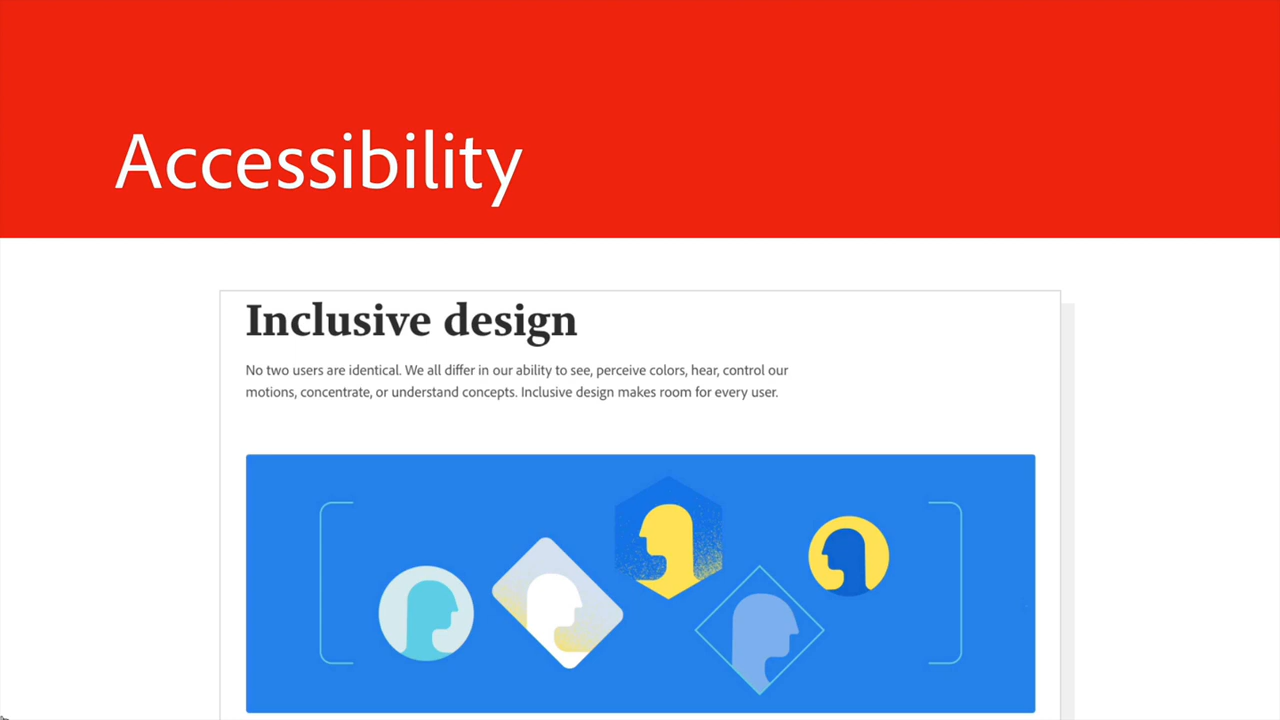 Accessibility
Inclusive design
No two users are identical. We all differ in our ability to see, perceive colors, hear, control our
motions, concentrate, or understand concepts. Inclusive design makes room for every user.